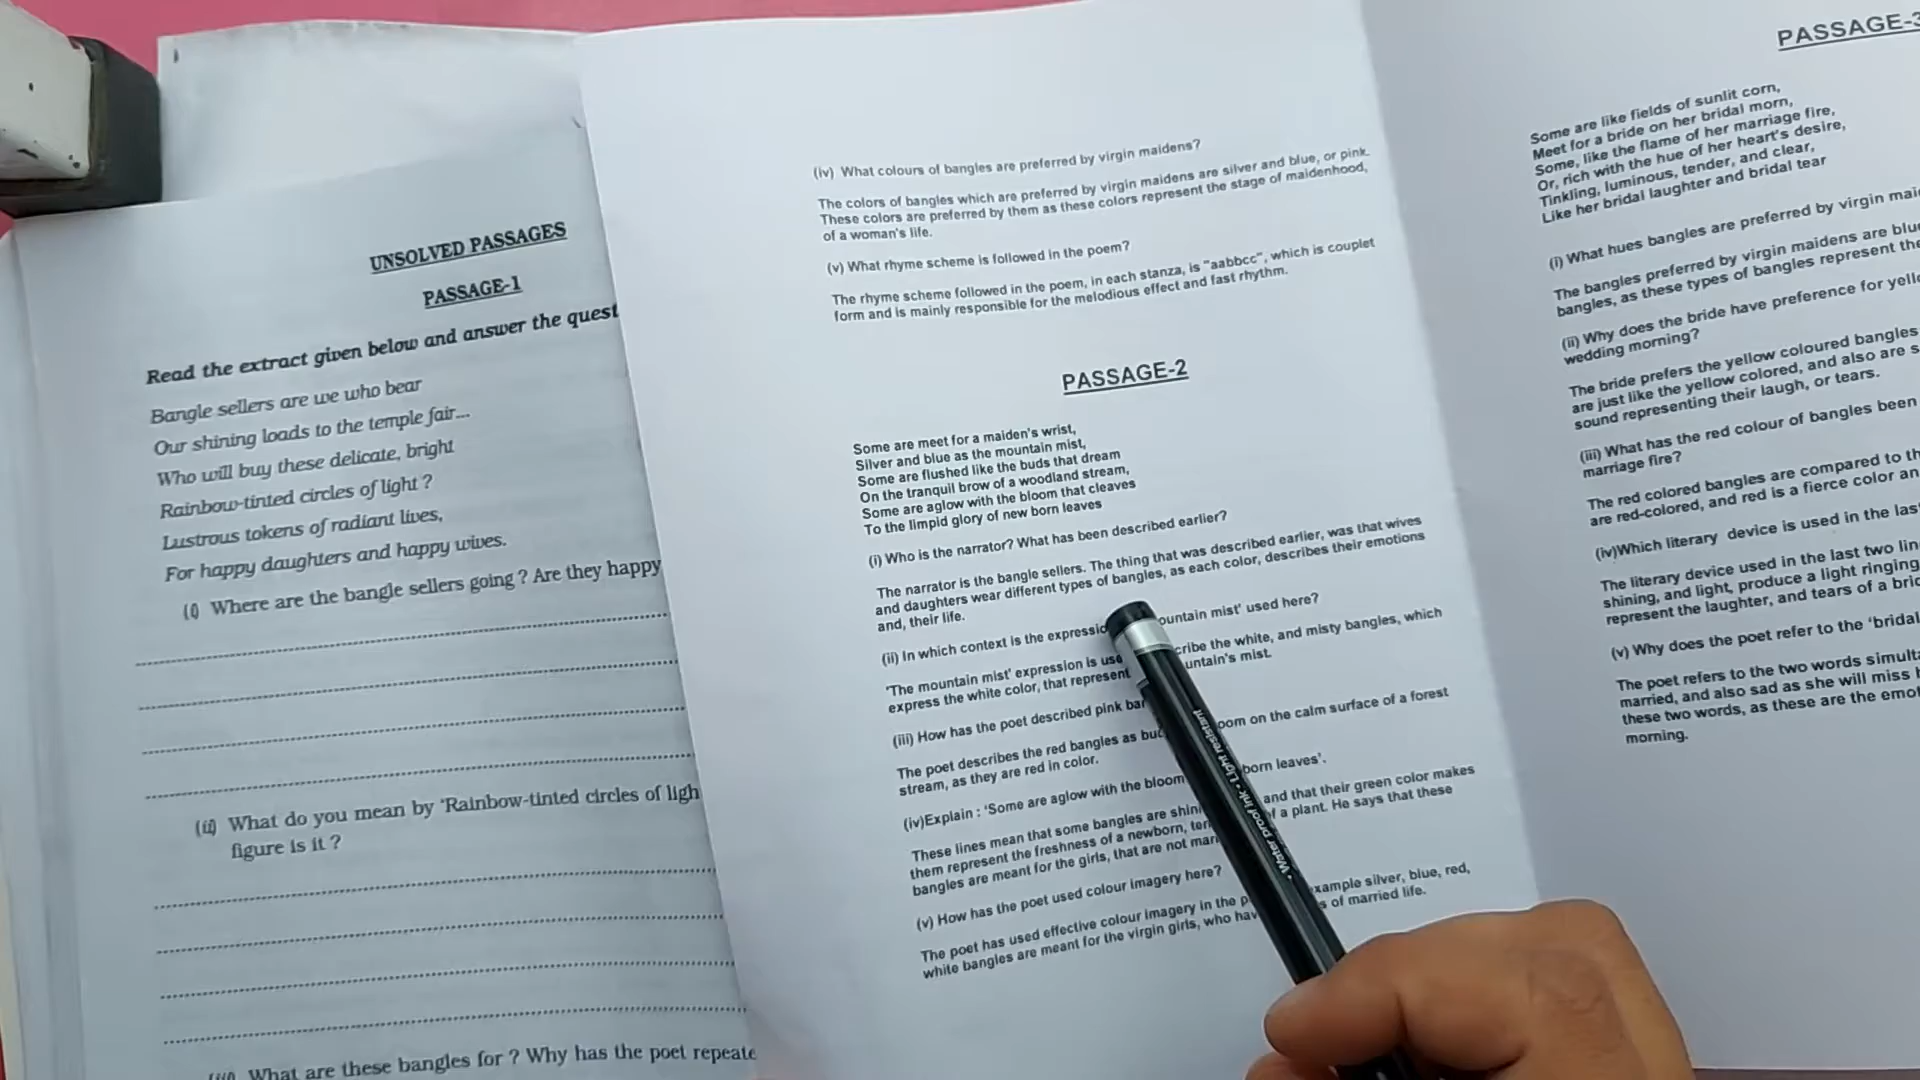 UNSOLVED PASSAGES
PASSAGE-1
Read the extract given below and answer the quest
Bangle sellers are we who bear
Our shining loads to the temple fair...
Who will buy these delicate, bright
Rainbow-tinted circles of light ?
Lustrous tokens of radiant lives,
For happy daughters and happy wives.
(i) Where are the bangle sellers going ? Are they happy
(ii) What do you mean by 'Rainbow-tinted circles of ligh
figure is it ?
What are these bangles for ? Why has the poet repeate
(iv) What colours of bangles are preferred by virgin maidens?
The colors of bangles which are preferred by virgin maidens are silver and blue, or pink.
These colors are preferred by them as these colors represent the stage of maidenhood,
of a woman's life.
(v) What rhyme scheme is followed in the poem?
The rhyme scheme followed in the poem, in each stanza, is "aabbcc", which is couplet
form and is mainly responsible for the melodious effect and fast rhythm.
PASSAGE-2
Some are meet for a maiden's wrist,
Silver and blue as the mountain mist,
Some are flushed like the buds that dream
On the tranquil brow of a woodland stream,
Some are aglow with the bloom that cleaves
To the limpid glory of new born leaves
(i) Who is the narrator? What has been described earlier?
The narrator is the bangle sellers. The thing that was described earlier, was that wives
and daughters wear different types of bangles, as each color, describes their emotions
and, their life.
(ii) In which context is the expressio ountain mist' used here?
'The mountain mist' expression is use cribe the white, and misty bangles, which
express the white color, that represent untain's mist.
(iii) How has the poet described pink ba
The poet describes the red bangles as bu oom on the calm surface of a forest
stream, as they are red in color.
(iv)Explain : 'Some are aglow with the bloom born leaves'.
These lines mean that some bangles are shini and that their green color makes
them represent the freshness of a newborn, ten f a plant. He says that these
bangles are meant for the girls, that are not mar
(v) How has the poet used colour imagery here?
The poet has used effective colour imagery in the p xample silver, blue, red,
white bangles are meant for the virgin girls, who hav s of married life.
• Water proof ink • Light resistant
PASSAGE-3
Some are like fields of sunlit corn,
Meet for a bride on her bridal morn,
Some, like the flame of her marriage fire,
Or, rich with the hue of her heart's desire,
Tinkling, luminous, tender, and clear,
Like her bridal laughter and bridal tear
(i) What hues bangles are preferred by virgin mai
The bangles preferred by virgin maidens are blu
bangles, as these types of bangles represent the
(ii) Why does the bride have preference for yell
wedding morning?
The bride prefers the yellow coloured bangles
are just like the yellow colored, and also are s
sound representing their laugh, or tears.
(iii) What has the red colour of bangles been
marriage fire?
The red colored bangles are compared to th
are red-colored, and red is a fierce color an
(iv)Which literary device is used in the las
The literary device used in the last two lin
shining, and light, produce a light ringing
represent the laughter, and tears of a bri
(v) Why does the poet refer to the 'bridal
The poet refers to the two words simult
married, and also sad as she will miss h
these two words, as these are the emo
morning.